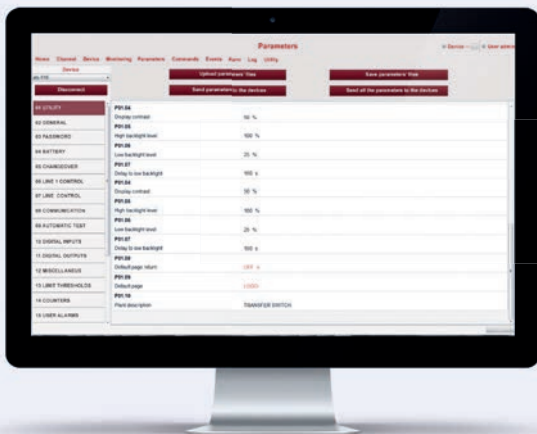 Parameters
Device
User admin
Home Channel Device Monitoring Parameters Commands Events Alarm Log Utility
Device
Upload parameters' files
Save parameters' files
Disconnect
Send parameters to the devices
Send all the parameters to the devices
01 UTILITY
02 GENERAL
03 PASSWORD
04 BATTERY
05 CHANGEOVER
06 LINE 1 CONTROL
07 LINE CONTROL
08 COMMUNICATION
09 AUTOMATIC TEST
10 DIGITAL INPUTS
11 DIGITAL OUTPUTS
12 MISCELLANEUS
13 LIMIT THRESHOLDS
14 COUNTERS
15 USER ALARMS
P01:04
Display contrast 50 %
P01:05
High backlight level 100 %
P01:06
Low backlight level 25 %
P01:07
Delay to low backlight
P01:04
Display contrast 50 %
P01:05
High backlight level 100 %
P01:06
Low backlight level 25 %
P01:07
Delay to low backlight
P01:08
Default page return OFF s
P01:09
Default page LOGO
P01:10
Plant description TRANSFER SWITCH